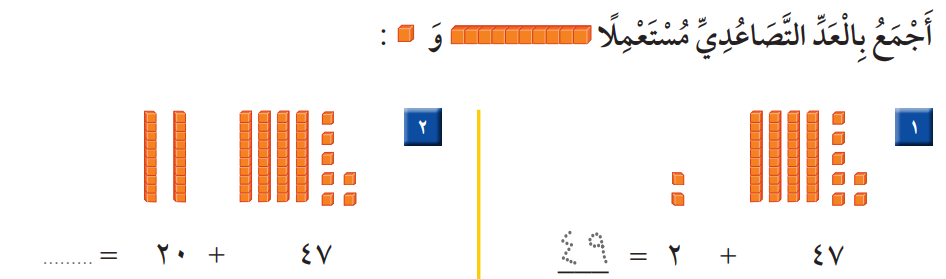 أَجْمَعُ بِالْعَدِّ التَّصَاعُدِيِّ مُسْتَعْمِلًا وَ :
١
٤٧ + ٢ = ٤٩
٢
٤٧ + ٢٠ = .........